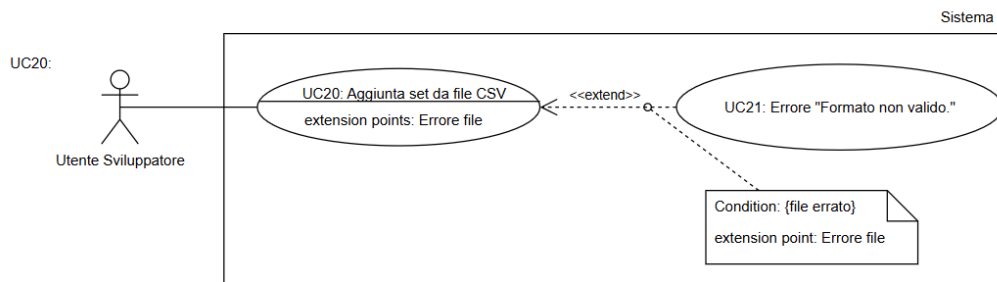 Sistema
UC20:
UC20: Aggiunta set da file CSV
extension points: Errore file
<<extend>>
UC21: Errore "Formato non valido."
Utente Sviluppatore
Condition: {file errato}
extension point: Errore file